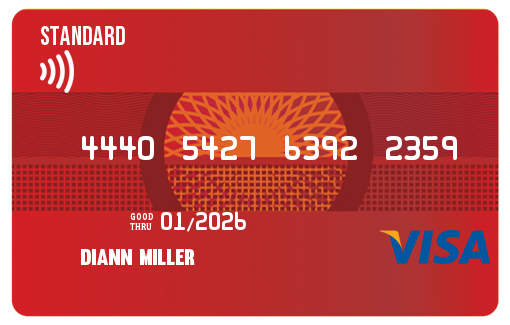 STANDARD
4440 5427 6392 2359
GOOD THRU 01/2026
DIANN MILLER
VISA